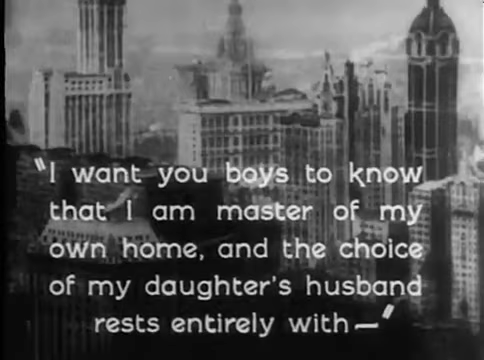 "I want you boys to know
that I am master of my
own home, and the choice
of my daughter's husband
rests entirely with—"